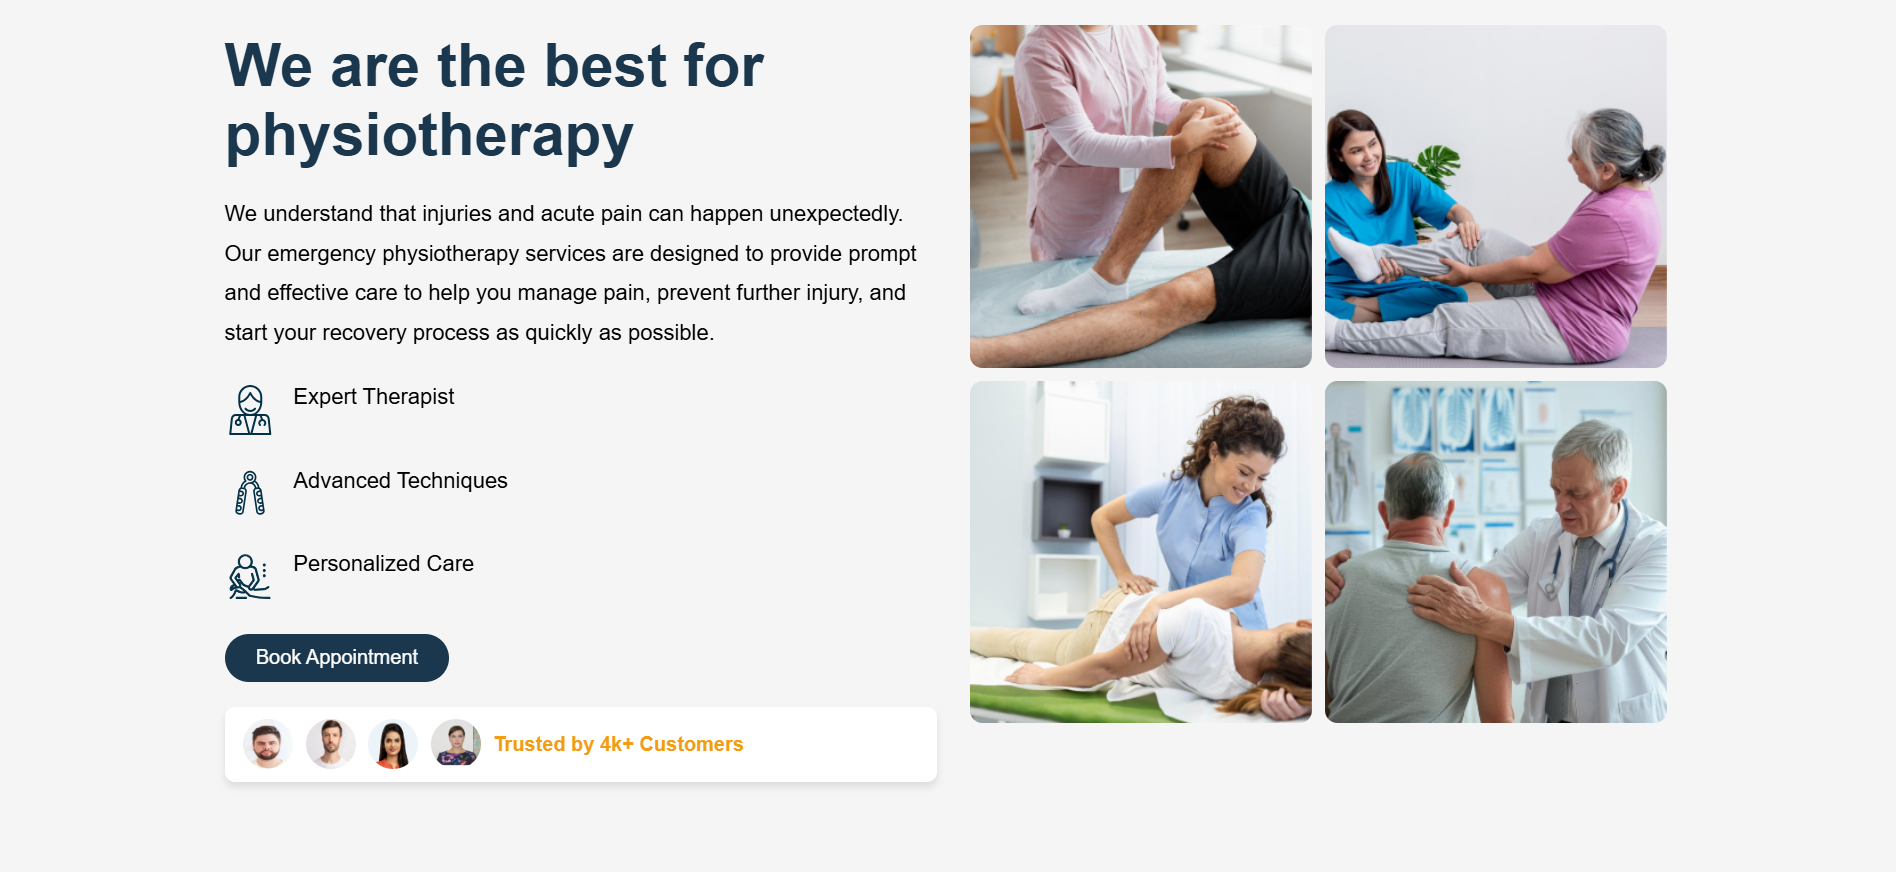 We are the best for
physiotherapy
We understand that injuries and acute pain can happen unexpectedly.
Our emergency physiotherapy services are designed to provide prompt
and effective care to help you manage pain, prevent further injury, and
start your recovery process as quickly as possible.
Expert Therapist
Advanced Techniques
Personalized Care
Book Appointment
Trusted by 4k+ Customers